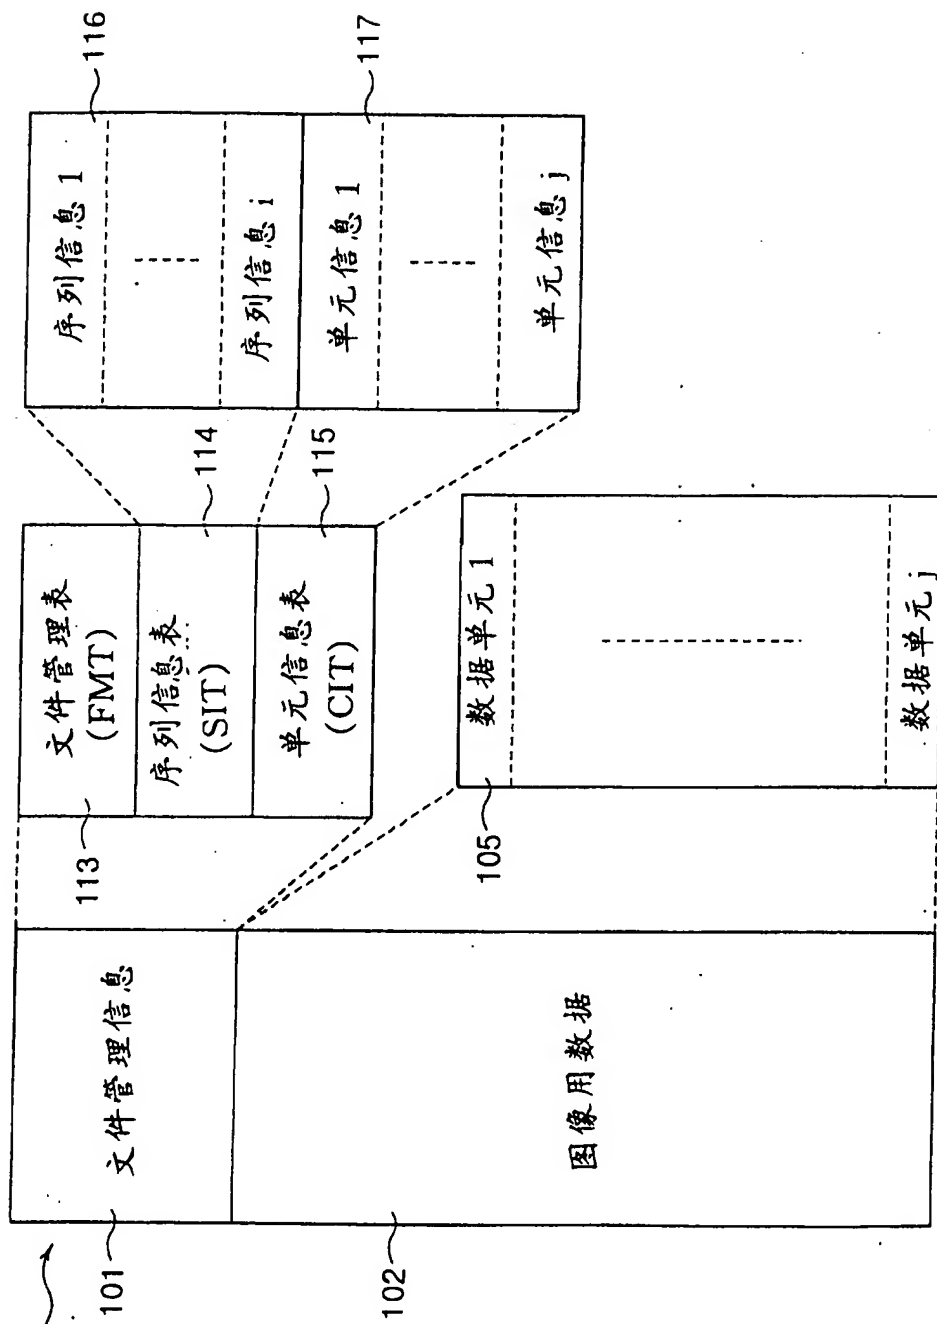 101
文件管理信息
102
图像用数据
113
文件管理表
(FMT)
序列信息表
(SIT)
114
单元信息表
(CIT)
115
105
数据单元 1
数据单元 j
序列信息 1
116
序列信息 i
单元信息 1
117
单元信息 j